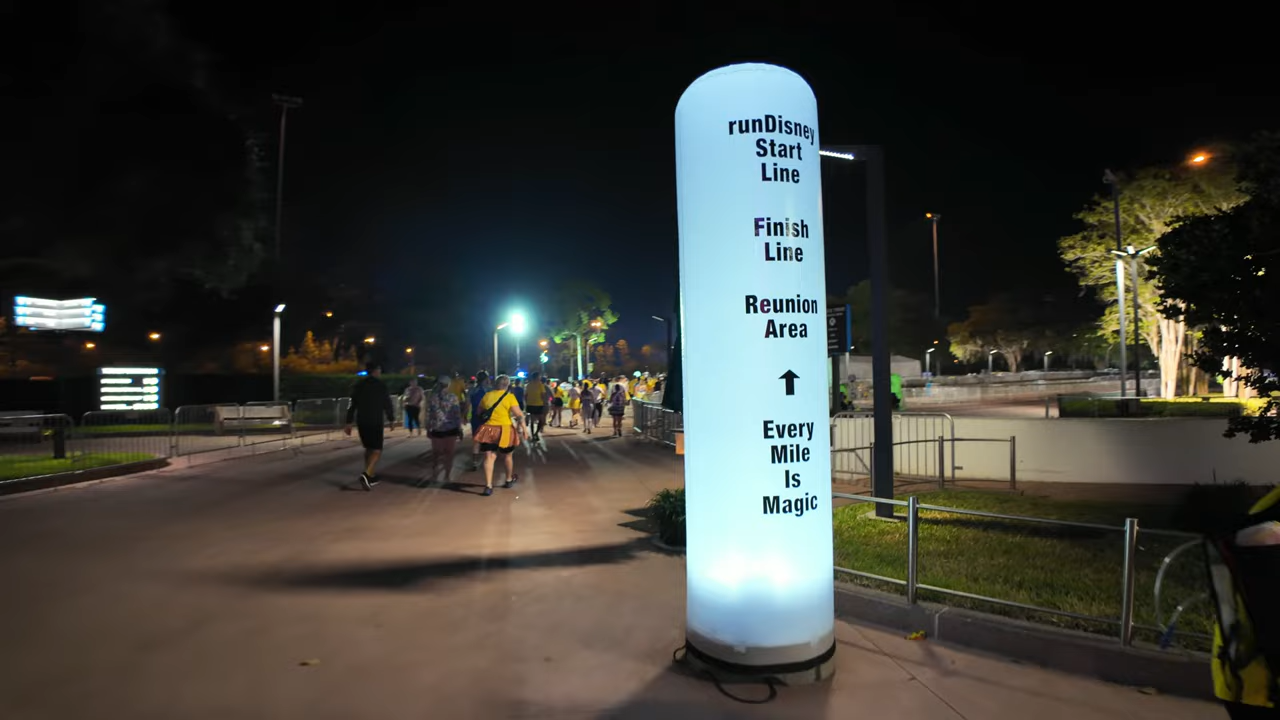 runDisney
Start
Line
Finish
Line
Reunion
Area
Every
Mile
Is
Magic